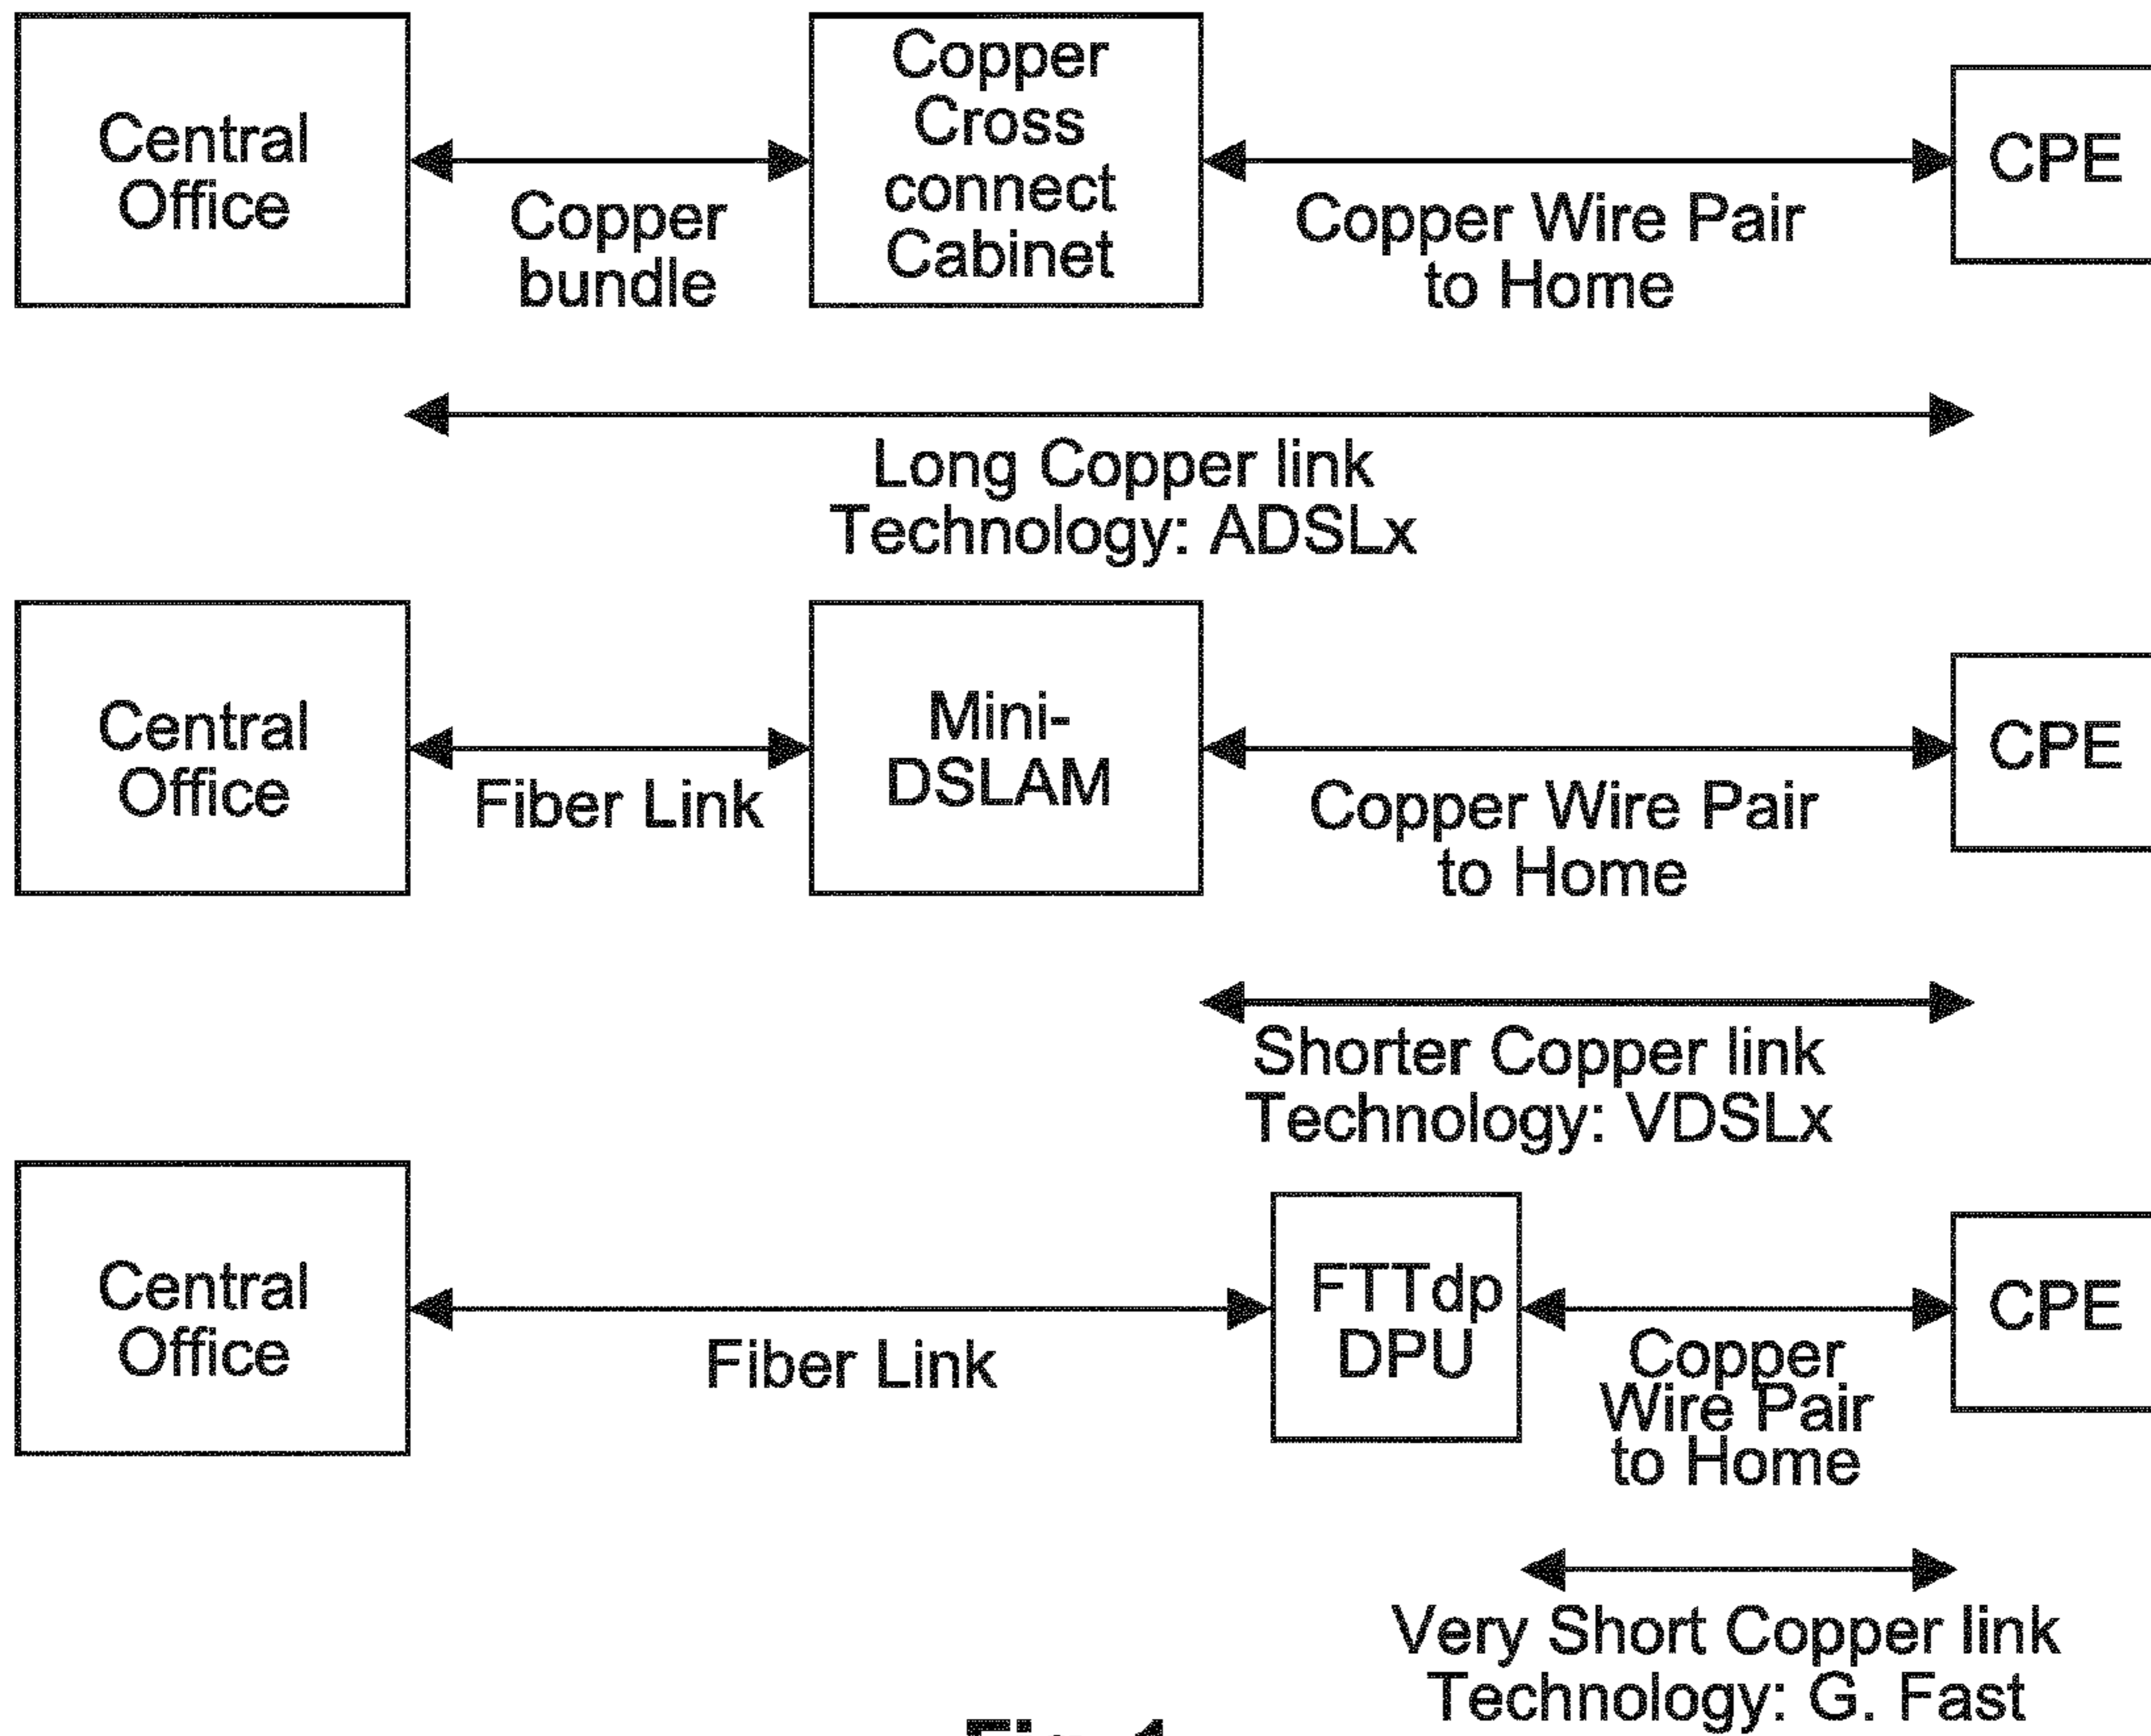 Central
Office
Copper
bundle
Copper
Cross
connect
Cabinet
Copper Wire Pair
to Home
CPE
Long Copper link
Technology: ADSLx
Central
Office
Fiber Link
Mini-
DSLAM
Copper Wire Pair
to Home
CPE
Shorter Copper link
Technology: VDSLx
Central
Office
Fiber Link
FTTdp
DPU
Copper
Wire Pair
to Home
CPE
Very Short Copper link
Technology: G. Fast